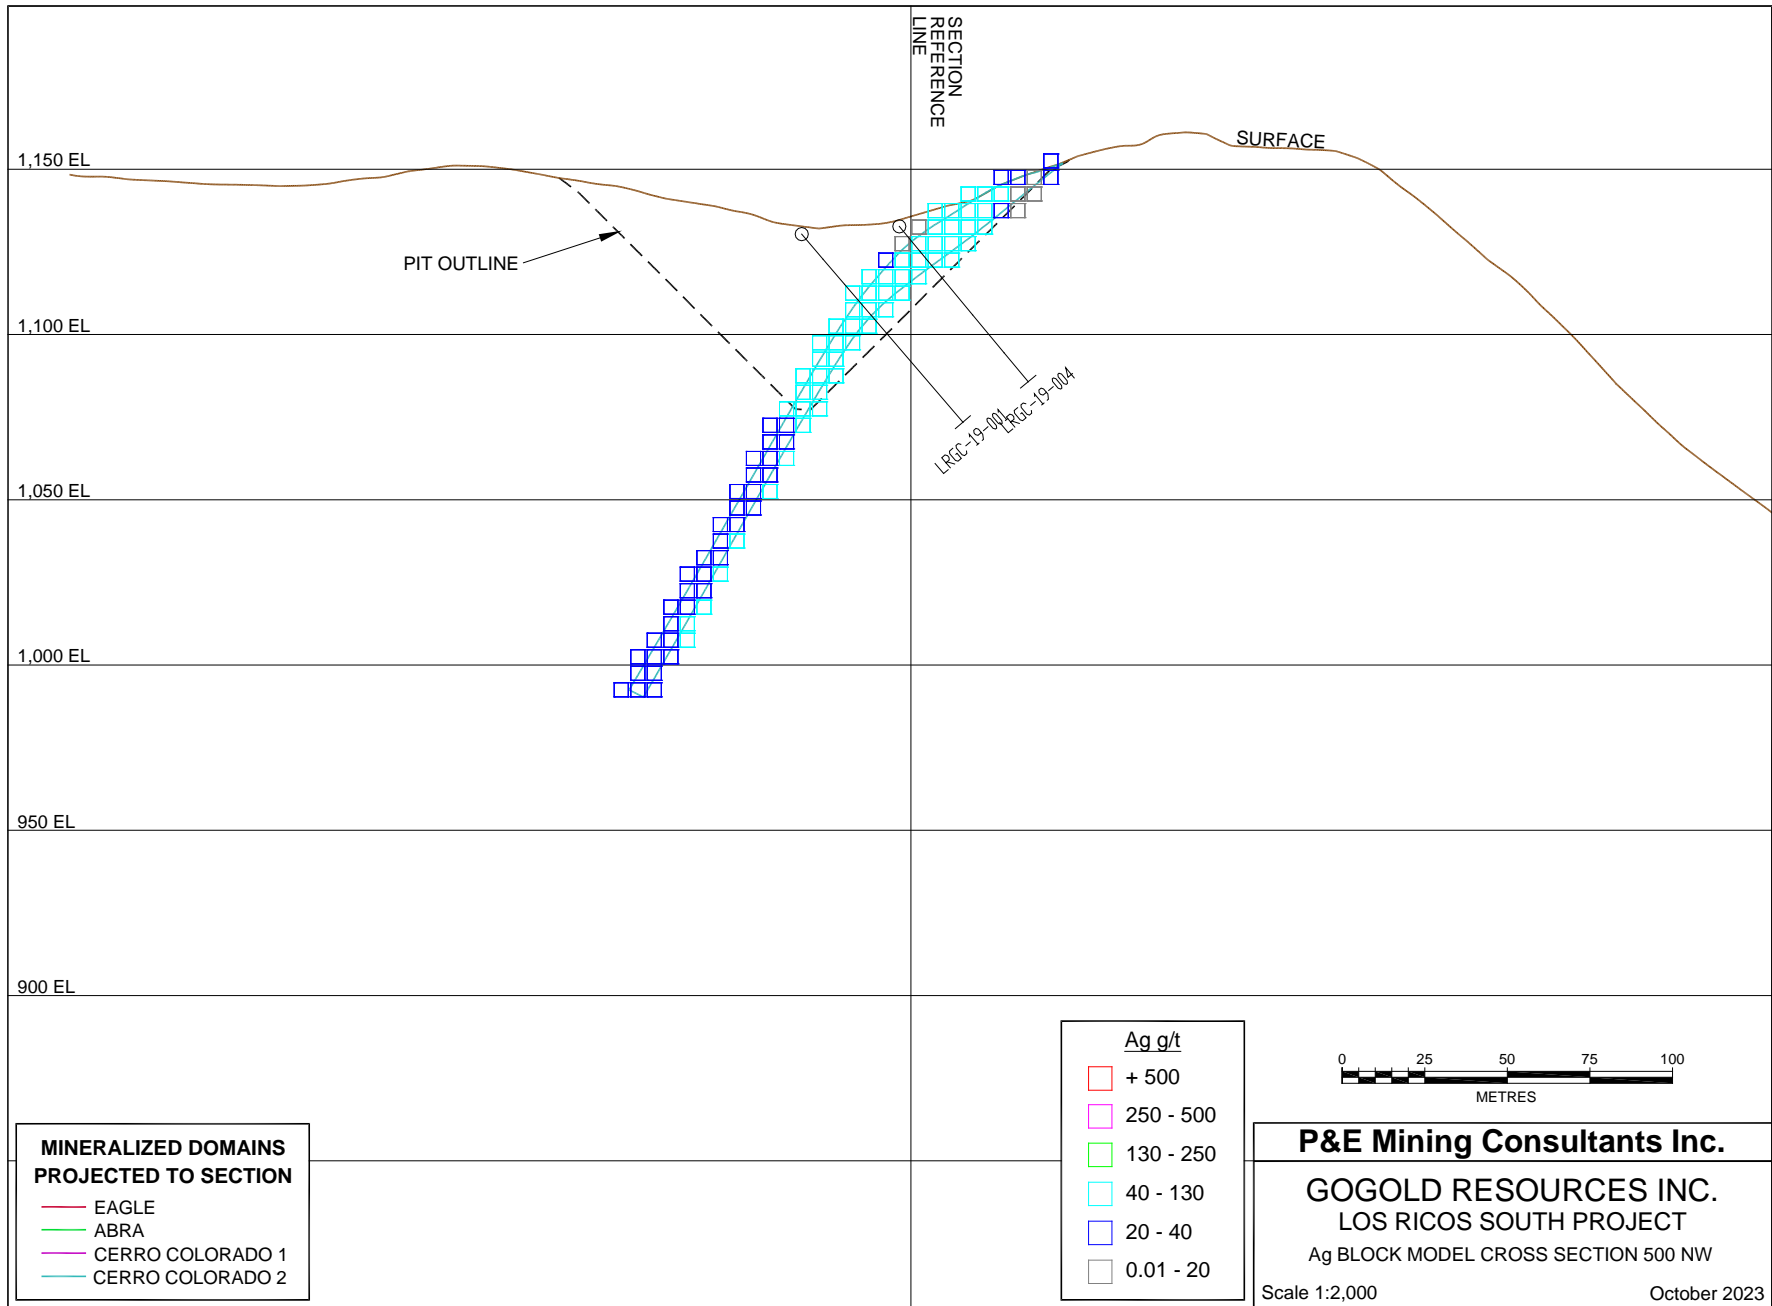 SECTION
REFERENCE
LINE
SURFACE
1,150 EL
PIT OUTLINE
1,100 EL
LRGC-19-001
LRGC-19-004
1,050 EL
1,000 EL
950 EL
900 EL
Ag g/t
+ 500
250 - 500
130 - 250
40 - 130
20 - 40
0.01 - 20
0 25 50 75 100
METRES
MINERALIZED DOMAINS
PROJECTED TO SECTION
EAGLE
ABRA
CERRO COLORADO 1
CERRO COLORADO 2
P&E Mining Consultants Inc.
GOGOLD RESOURCES INC.
LOS RICOS SOUTH PROJECT
Ag BLOCK MODEL CROSS SECTION 500 NW
Scale 1:2,000 October 2023